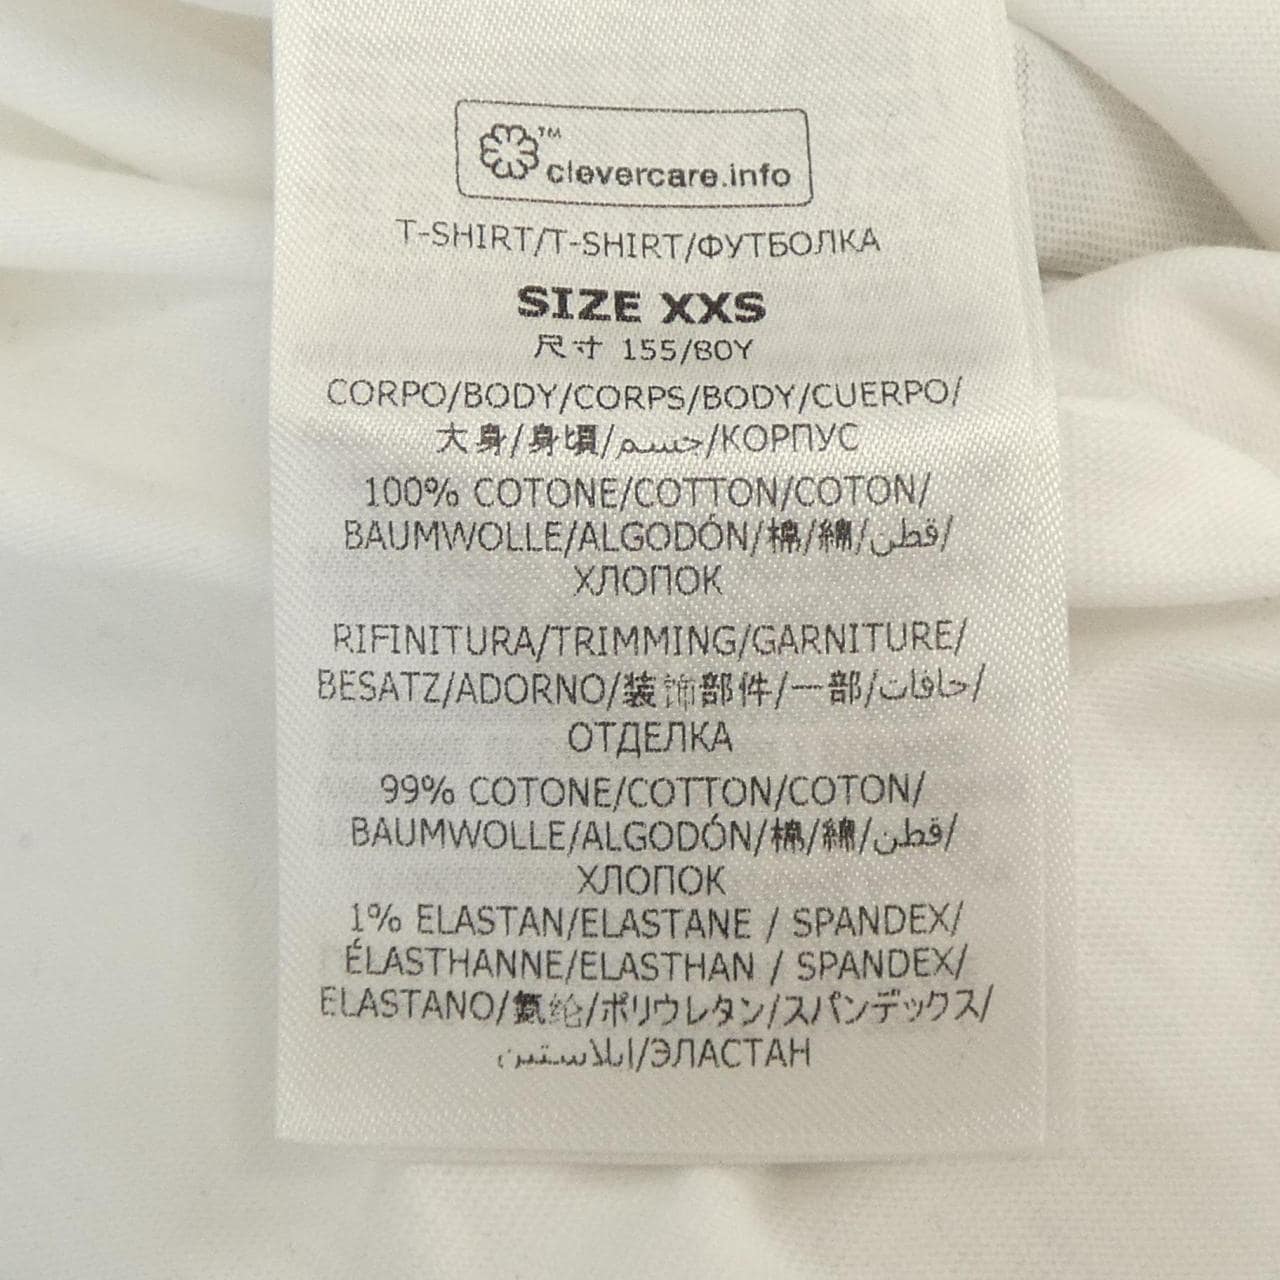 ™ clevercare.info
T-SHIRT/T-SHIRT/ФУТБОЛКА
SIZE XXS
尺寸 155/80Y
CORPO/BODY/CORPS/BODY/CUERPO/
大身/身頃/جسم/КОРПУС
100% COTONE/COTTON/COTON/
BAUMWOLLE/ALGODÓN/棉/綿/قطن/
ХЛОПОК
RIFINITURA/TRIMMING/GARNITURE/
BESATZ/ADORNO/装饰部件/一部/حافات/
ОТДЕЛКА
99% COTONE/COTTON/COTON/
BAUMWOLLE/ALGODÓN/棉/綿/قطن/
ХЛОПОК
1% ELASTAN/ELASTANE / SPANDEX/
ÉLASTHANNE/ELASTHAN / SPANDEX/
ELASTANO/氨纶/ポリウレタン/スパンデックス/
ايلاستين/ЭЛАСТАН